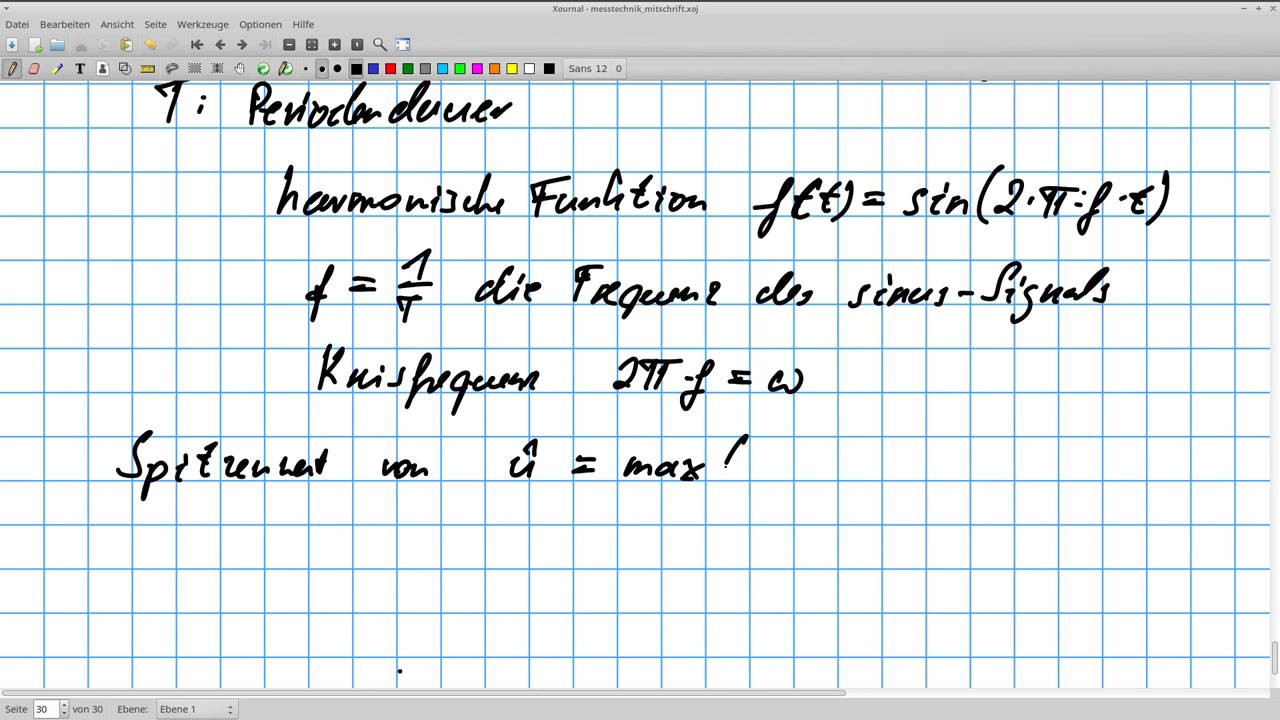 Xournal - messtechnik_mitschrift.xoj
Datei Bearbeiten Ansicht Seite Werkzeuge Optionen Hilfe
Sans 12 0
T: Periodendauer
harmonische Funktion f(t) = sin(2·π·f·t)
f = 1/T die Frequenz des sinus-Signals
Kreisfrequenz 2π·f = ω
Spitzenwert von û = max (
Seite 30 von 30 Ebene: Ebene 1